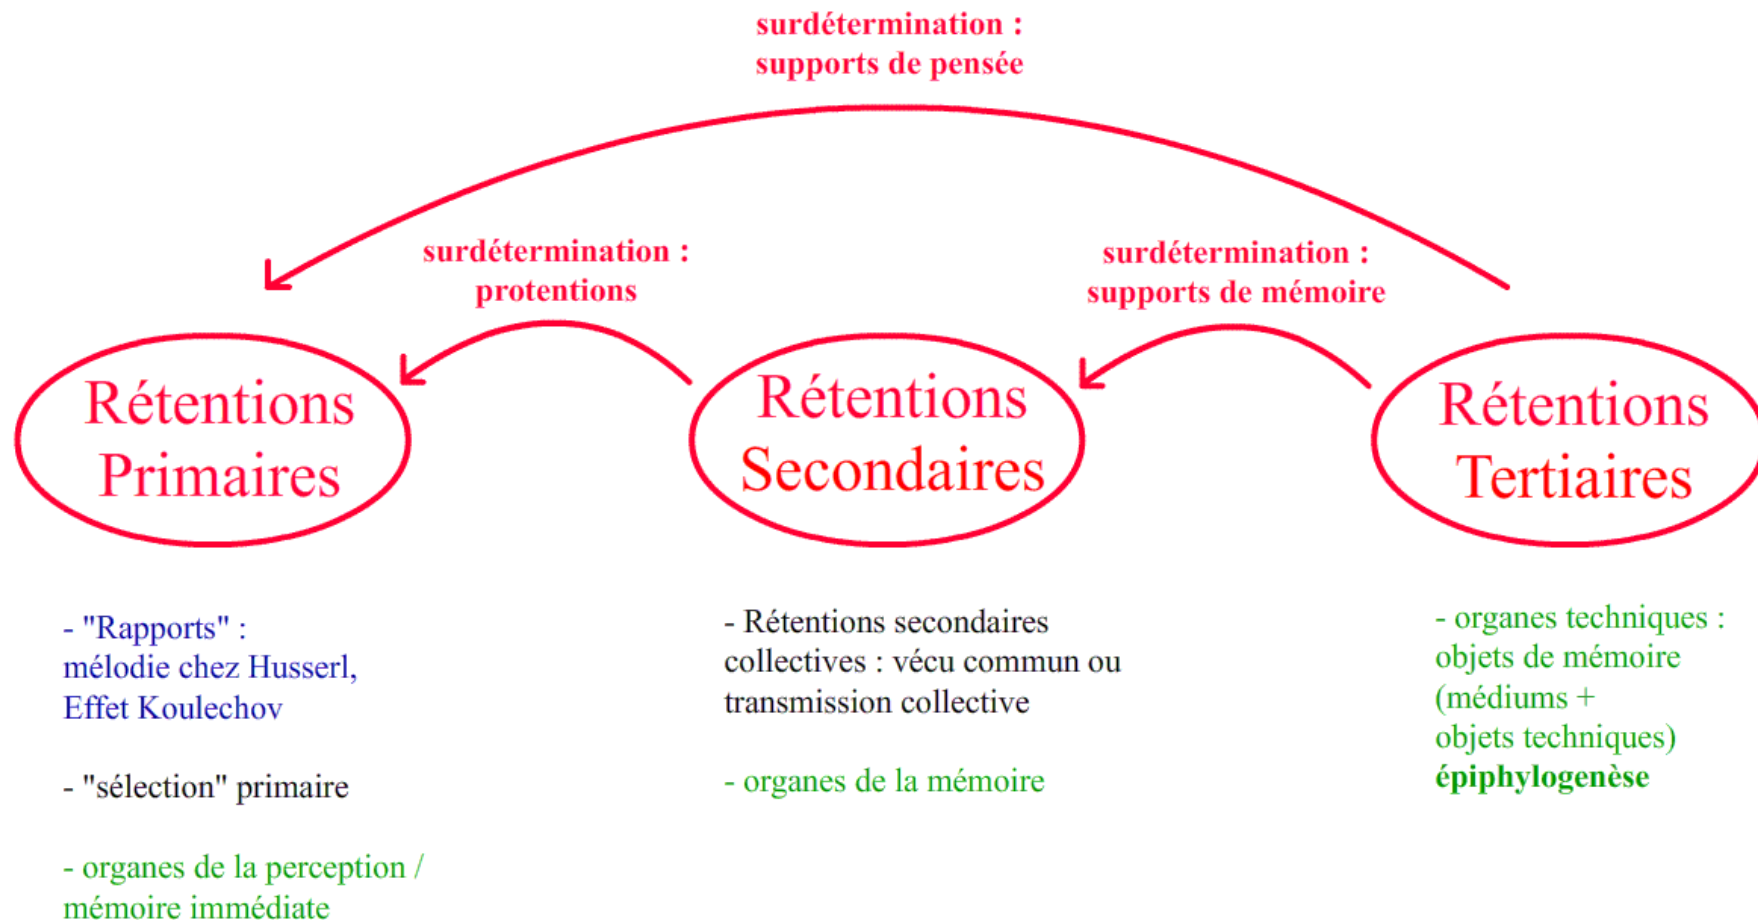 surdétermination :
supports de pensée
surdétermination :
protentions
surdétermination :
supports de mémoire
Rétentions
Primaires
Rétentions
Secondaires
Rétentions
Tertiaires
- "Rapports" :
mélodie chez Husserl,
Effet Koulechov
- "sélection" primaire
- organes de la perception /
mémoire immédiate
- Rétentions secondaires
collectives : vécu commun ou
transmission collective
- organes de la mémoire
- organes techniques :
objets de mémoire
(médiums +
objets techniques)
épiphylogenèse